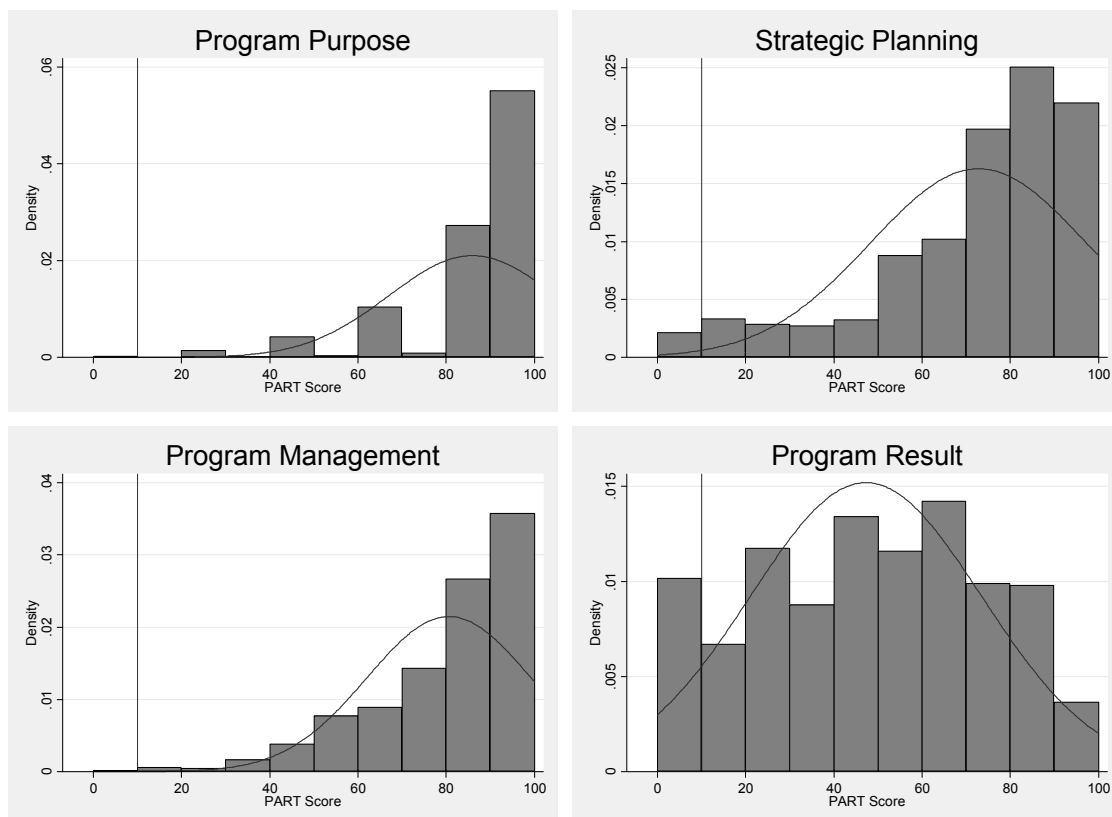 Program Purpose
.06
.04
.02
0
Density
0 20 40 60 80 100
PART Score
Strategic Planning
.025
.02
.015
.01
.005
0
Density
0 20 40 60 80 100
PART Score
Program Management
.04
.03
.02
.01
0
Density
0 20 40 60 80 100
PART Score
Program Result
.015
.01
.005
0
Density
0 20 40 60 80 100
PART Score